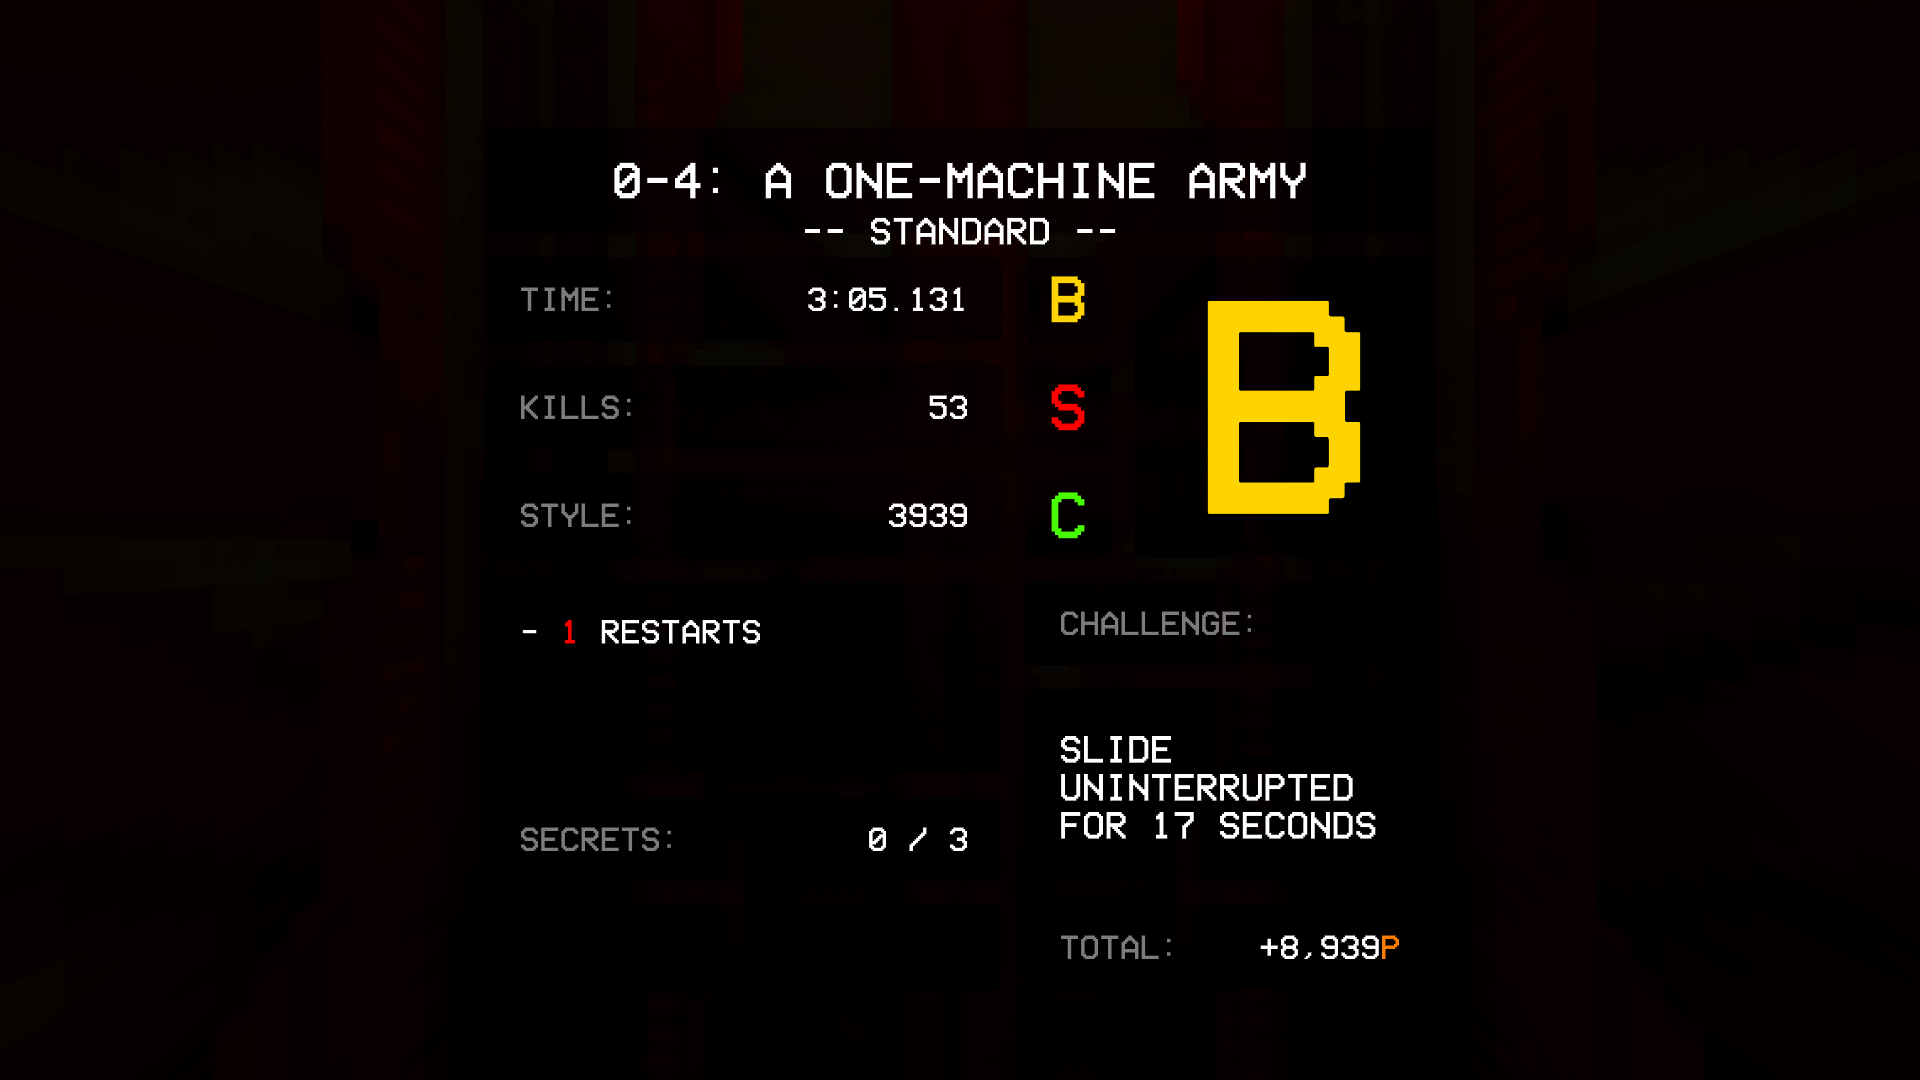 0-4: A ONE-MACHINE ARMY
-- STANDARD --
TIME: 3:05.131 B
KILLS: 53 S
STYLE: 3939 C
B
- 1 RESTARTS
SECRETS: 0 / 3
CHALLENGE:
SLIDE
UNINTERRUPTED
FOR 17 SECONDS
TOTAL: +8,939P